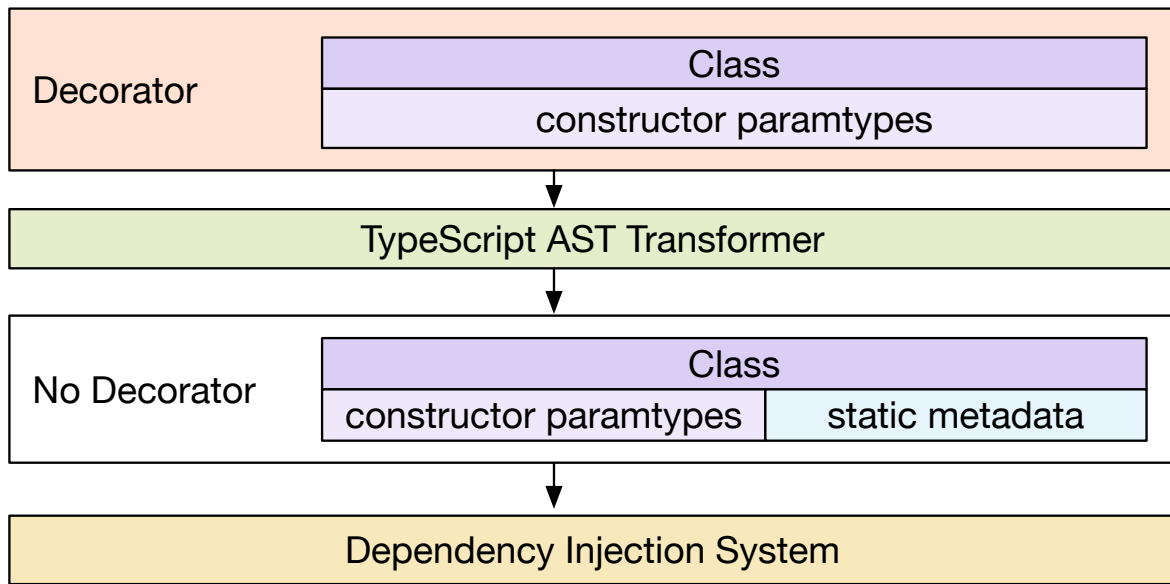 Class
Decorator
constructor paramtypes
TypeScript AST Transformer
Class
No Decorator
constructor paramtypes
static metadata
Dependency Injection System